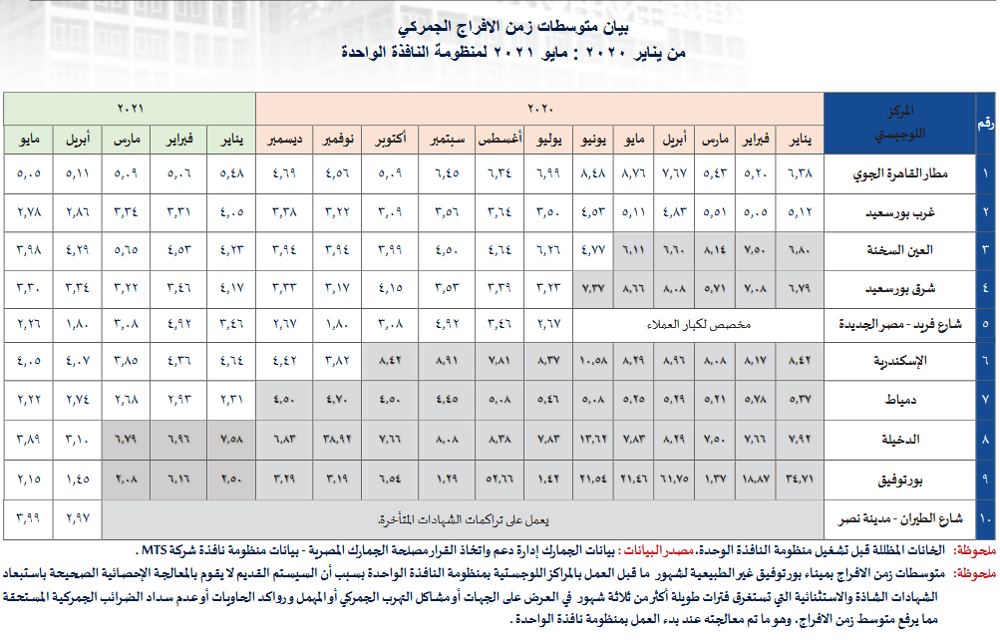 بيان متوسطات زمن الافراج الجمركي
من يناير ٢٠٢٠ : مايو ٢٠٢١ لمنظومة النافذة الواحدة
رقم المركز اللوجيستي ٢٠٢٠ ٢٠٢١
يناير فبراير مارس أبريل مايو يونيو يوليو أغسطس سبتمبر أكتوبر نوفمبر ديسمبر يناير فبراير مارس أبريل مايو
١ مطار القاهرة الجوي ٦,٣٨ ٥,٢٠ ٥,٤٣ ٧,٦٧ ٨,٧٦ ٨,٤٨ ٦,٩٩ ٦,٣٤ ٦,٤٥ ٥,٠٩ ٤,٥٦ ٤,٦٩ ٥,٤٨ ٥,٠٦ ٥,٠٩ ٥,١١ ٥,٠٥
٢ غرب بورسعيد ٥,١٢ ٥,٠٥ ٥,٥١ ٤,٨٣ ٥,١١ ٤,٥٣ ٣,٥٠ ٣,٦٤ ٣,٥٦ ٣,٠٩ ٣,٢٢ ٣,٣٨ ٤,٠٥ ٣,٣١ ٣,٣٤ ٢,٨٦ ٢,٧٨
٣ العين السخنة ٦,٨٠ ٧,٥٠ ٨,١٤ ٦,٦٠ ٦,١١ ٤,٧٧ ٦,٢٦ ٤,٦٤ ٤,٥٠ ٣,٩٩ ٣,٩٤ ٣,٩٤ ٤,٢٣ ٤,٥٣ ٥,٦٥ ٤,٢٩ ٣,٩٨
٤ شرق بورسعيد ٦,٧٩ ٧,٠٨ ٥,٧١ ٨,٠٨ ٨,٦٦ ٧,٣٧ ٣,٢٣ ٣,٣٩ ٣,٥٣ ٤,١٥ ٣,١٧ ٣,٣٣ ٤,١٧ ٣,٤٦ ٣,٢٢ ٣,٣٤ ٣,٣٠
٥ شارع فريد - مصر الجديدة مخصص لكبار العملاء ٢,٦٧ ٣,٤٦ ٤,٩٢ ٣,٠٨ ١,٨٠ ٢,٦٧ ٣,٤٦ ٤,٩٢ ٣,٠٨ ١,٨٠ ٢,٢٦
٦ الإسكندرية ٨,٤٢ ٨,١٧ ٨,٠٨ ٨,٩٦ ٨,٢٩ ١٠,٥٨ ٨,٣٧ ٧,٨١ ٨,٩١ ٨,٤٢ ٣,٨٢ ٤,٤٢ ٤,٦٤ ٤,٣٦ ٣,٨٥ ٤,٠٧ ٤,٠٥
٧ دمياط ٥,٣٧ ٥,٧٨ ٥,٢١ ٥,٢٩ ٥,٢٥ ٥,٠٨ ٥,٤٦ ٥,٠٨ ٤,٤٥ ٤,٥٠ ٤,٧٠ ٤,٥٠ ٢,٣١ ٢,٩٣ ٢,٦٨ ٢,٧٤ ٢,٢٢
٨ الدخيلة ٧,٩٢ ٧,٦٦ ٧,٥٠ ٨,٢٩ ٧,٨٣ ١٣,٦٢ ٧,٨٣ ٨,٣٨ ٨,٠٨ ٧,٦٦ ٣٨,٩٢ ٦,٨٣ ٧,٥٨ ٦,٩٦ ٦,٧٩ ٣,١٠ ٣,٨٩
٩ بورتوفيق ٣٤,٧١ ١٨,٨٧ ١,٣٧ ٦١,٧٥ ٢١,٤٦ ٢١,٥٤ ١,٤٢ ٥٢,٦٦ ١,٢٩ ٦,٥٤ ٣,١٩ ٣,٢٩ ٢,٥٠ ٦,١٦ ٢,٠٨ ١,٤٥ ٢,١٥
١٠ شارع الطيران - مدينة نصر يعمل على تراكمات الشهادات المتأخرة. ٢,٩٧ ٣,٩٩
ملحوظة: الخانات المظللة قبل تشغيل منظومة النافذة الوحدة، مصدر البيانات : بيانات الجمارك إدارة دعم واتخاذ القرار مصلحة الجمارك المصرية - بيانات منظومة نافذة شركة MTS .
ملحوظة: متوسطات زمن الافراج بميناء بورتوفيق غير الطبيعية لشهور ما قبل العمل بالمراكز اللوجستية بمنظومة النافذة الواحدة بسبب أن السيستم القديم لا يقوم بالمعالجة الإحصائية الصحيحة باستبعاد
الشهادات الشاذة والاستثنائية التي تستغرق فترات طويلة أكثر من ثلاثة شهور في العرض على الجهات أو مشاكل التهرب الجمركي أو المهمل ورواكد الحاويات أو عدم سداد الضرائب الجمركية المستحقة
مما يرفع متوسط زمن الافراج، وهو ما تم معالجته عند بدء العمل بمنظومة نافذة الواحدة .